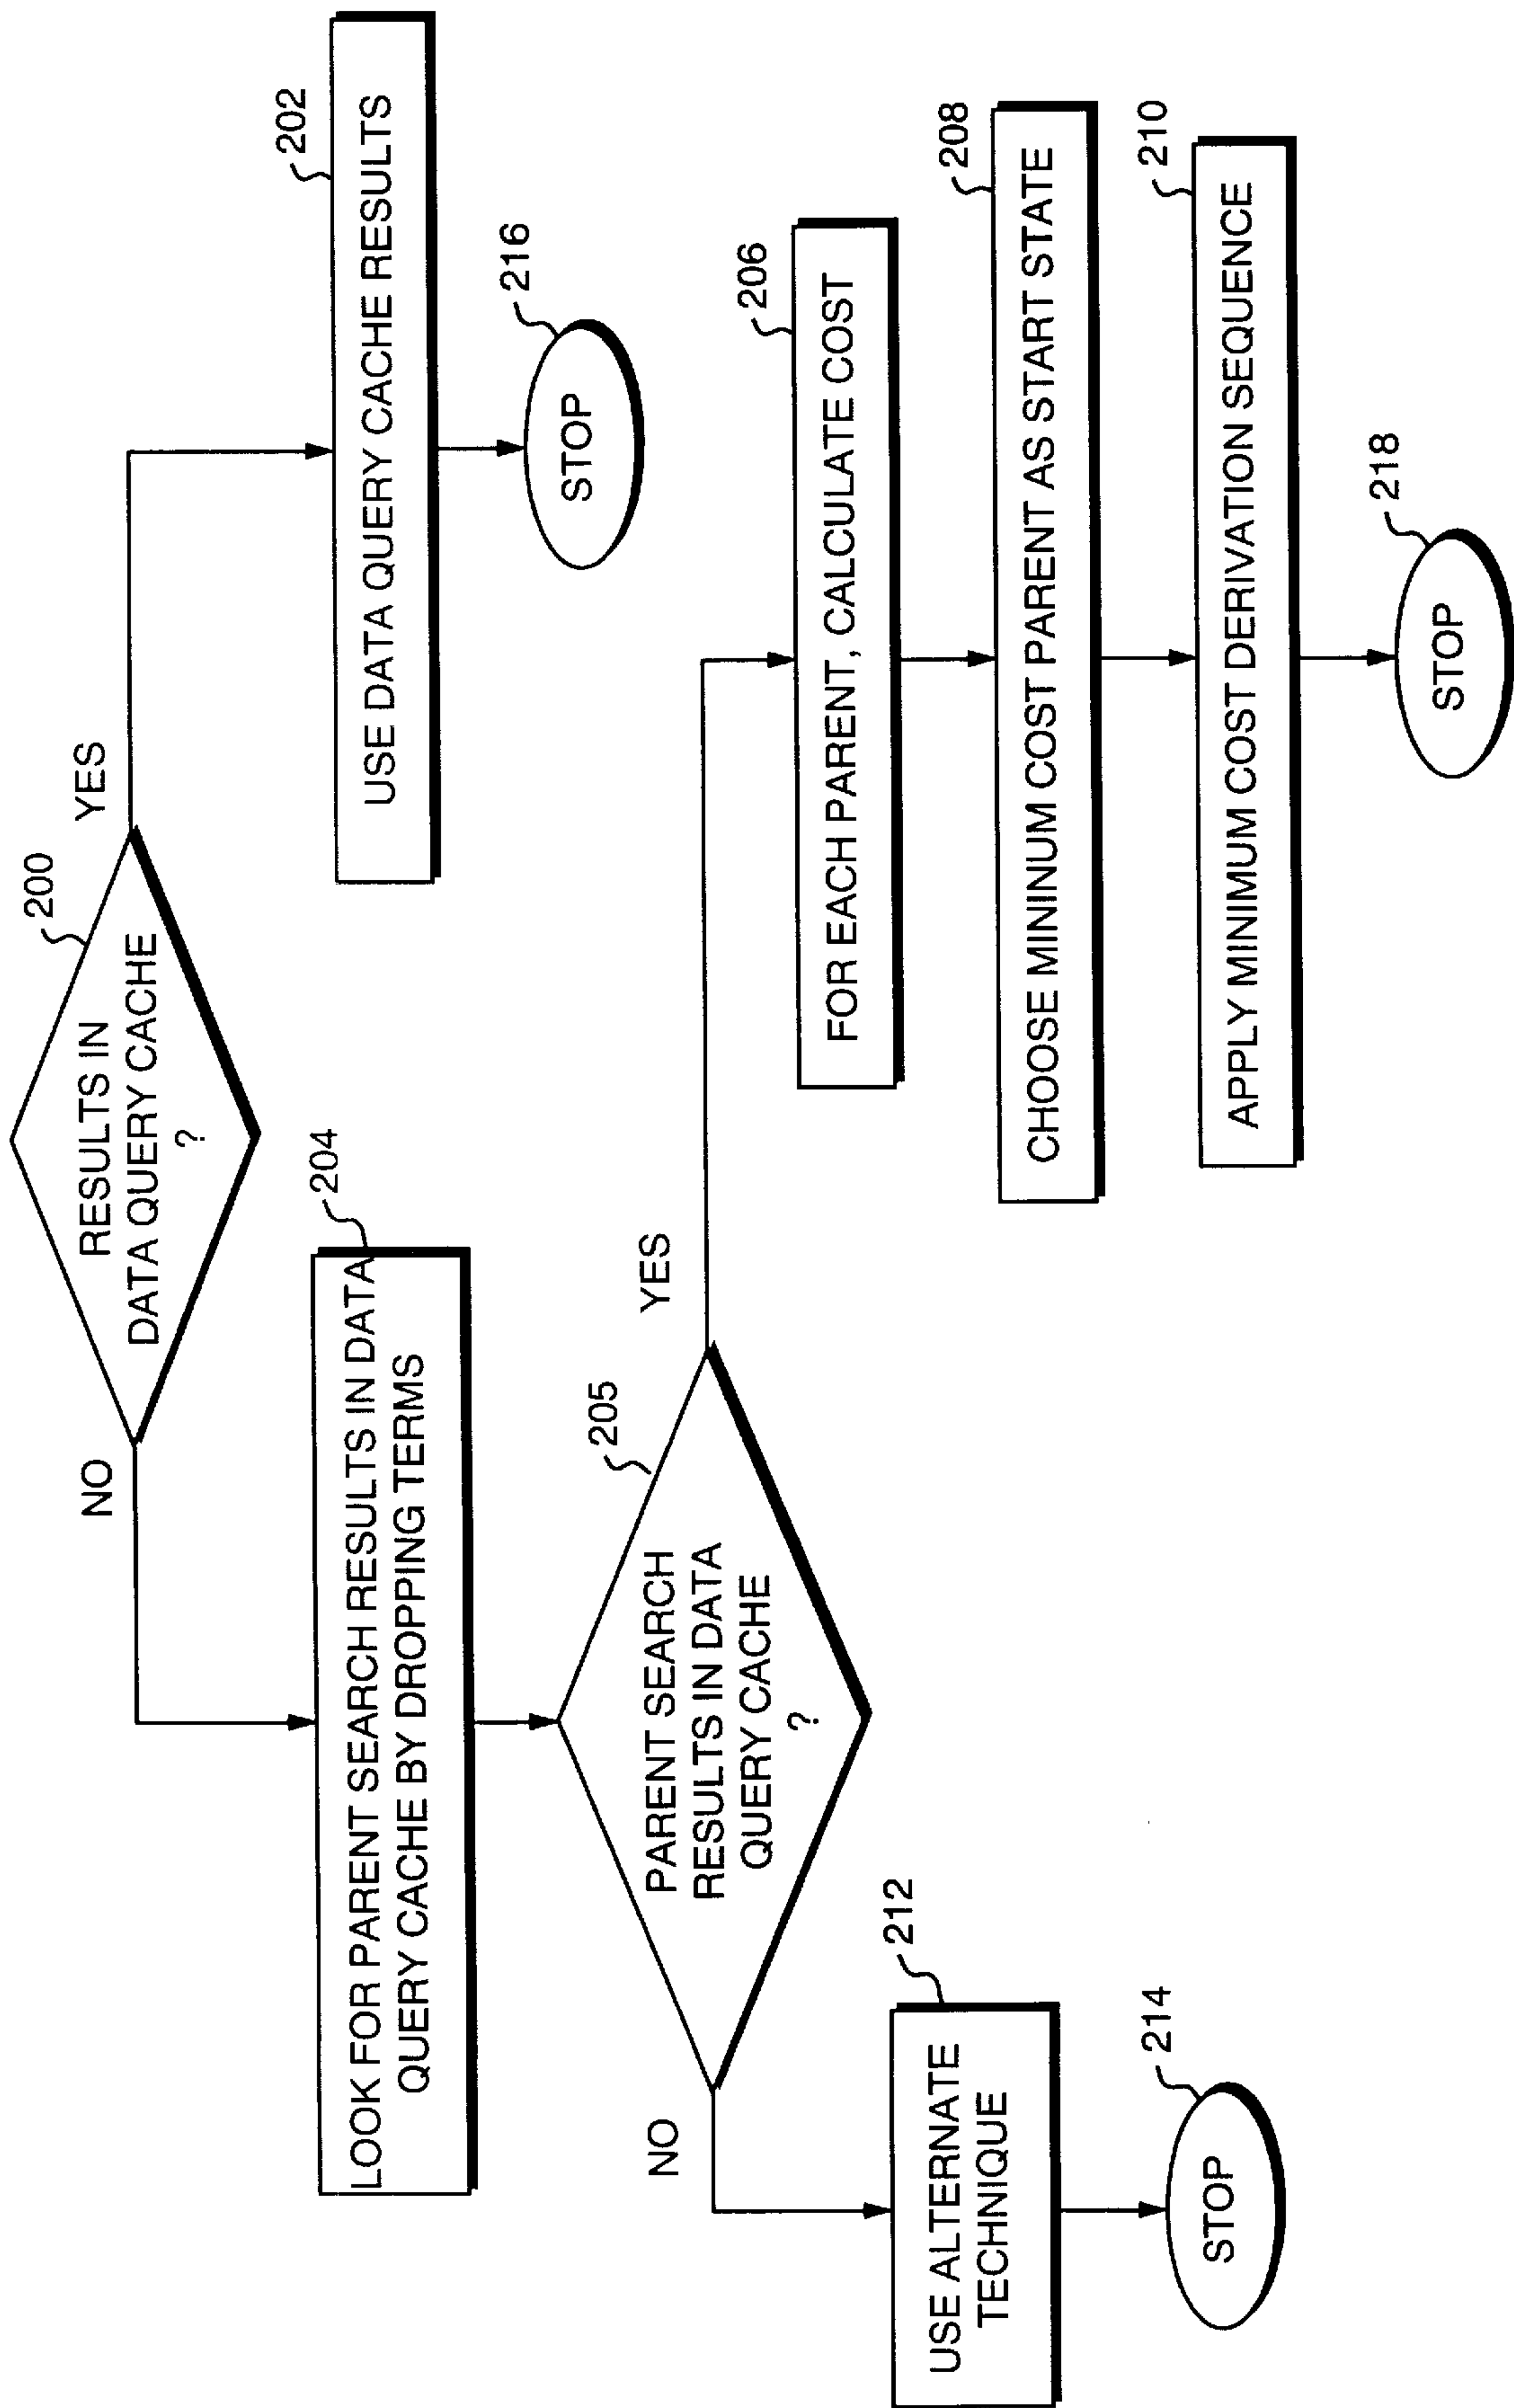 200
RESULTS IN
DATA QUERY CACHE
?
YES
NO
202
USE DATA QUERY CACHE RESULTS
216
STOP
204
LOOK FOR PARENT SEARCH RESULTS IN DATA
QUERY CACHE BY DROPPING TERMS
205
PARENT SEARCH
RESULTS IN DATA
QUERY CACHE
?
YES
NO
206
FOR EACH PARENT, CALCULATE COST
208
CHOOSE MININUM COST PARENT AS START STATE
210
APPLY MINIMUM COST DERIVATION SEQUENCE
218
STOP
212
USE ALTERNATE
TECHNIQUE
214
STOP